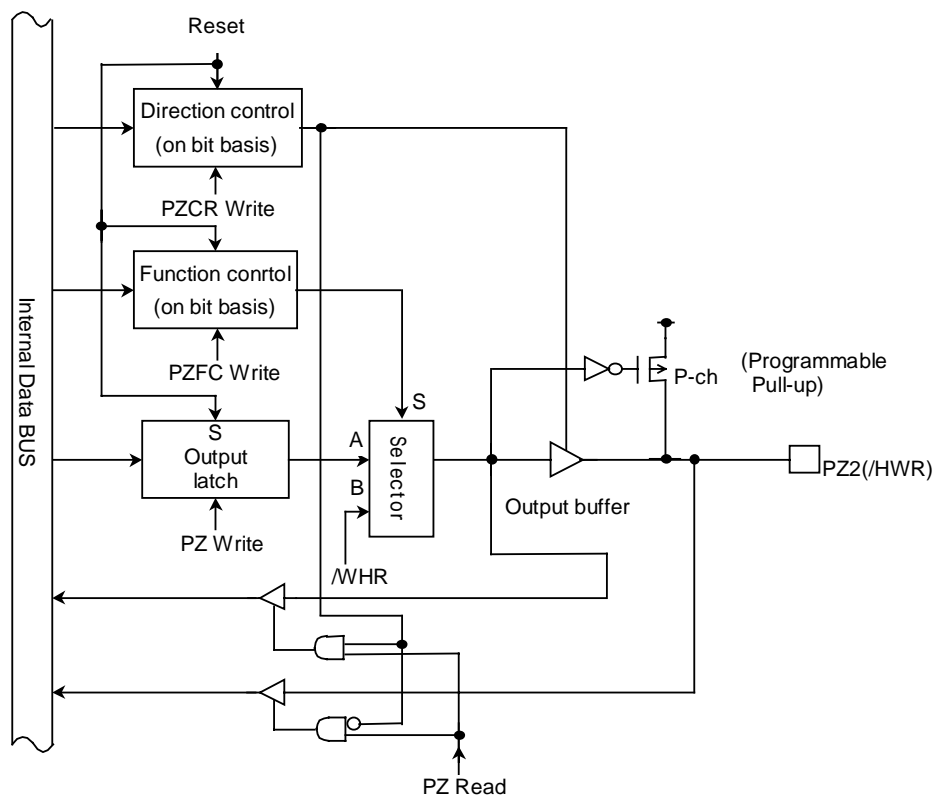 Reset
Direction control
(on bit basis)
PZCR Write
Function conrtol
(on bit basis)
PZFC Write
Internal Data BUS
S
Output
latch
PZ Write
A
B
S
Selector
/WHR
P-ch
(Programmable
Pull-up)
Output buffer
PZ2(/HWR)
PZ Read